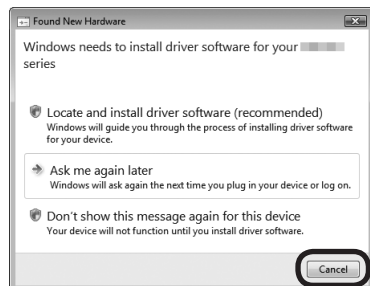 Found New Hardware
Windows needs to install driver software for your
series
Locate and install driver software (recommended)
Windows will guide you through the process of installing driver software
for your device.
Ask me again later
Windows will ask again the next time you plug in your device or log on.
Don't show this message again for this device
Your device will not function until you install driver software.
Cancel